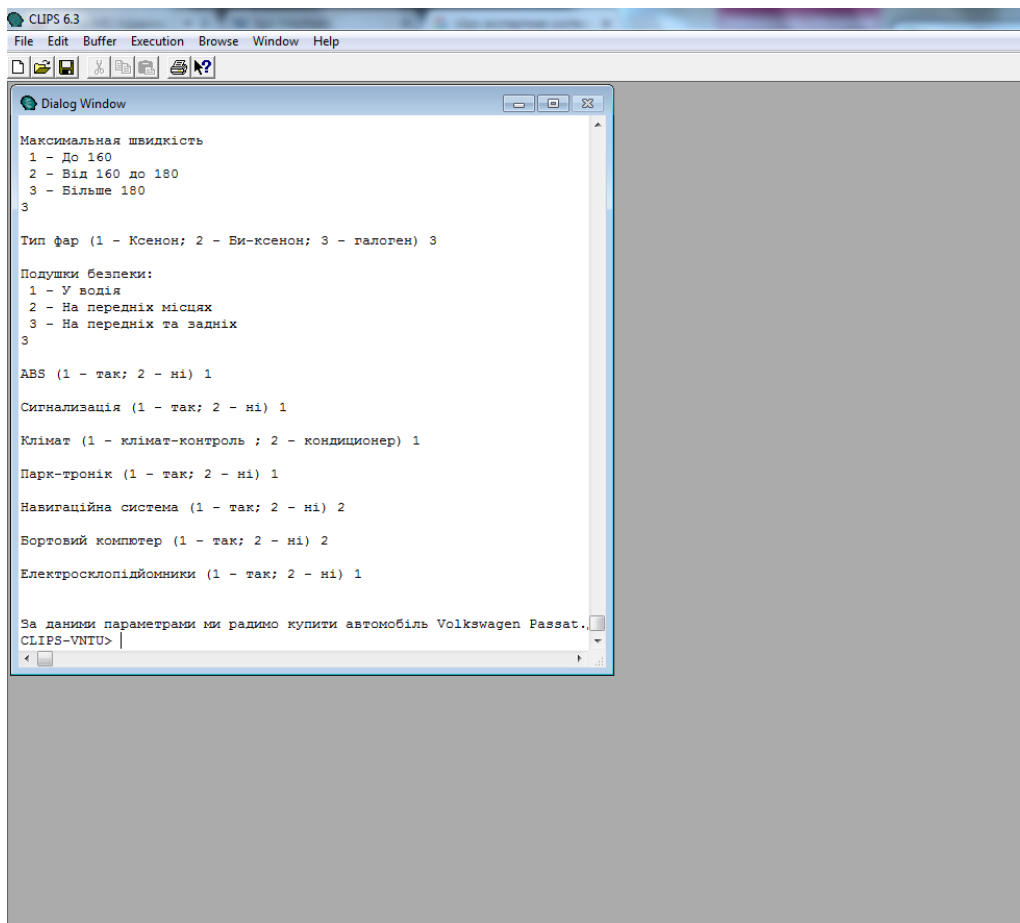 CLIPS 6.3
File Edit Buffer Execution Browse Window Help
Dialog Window
Максимальная швидкість
1 - До 160
2 - Від 160 до 180
3 - Більше 180
3
Тип фар (1 - Ксенон; 2 - Би-ксенон; 3 - галоген) 3
Подушки безпеки:
1 - У водія
2 - На передніх місцях
3 - На передніх та задніх
3
ABS (1 - так; 2 - ні) 1
Сигналізація (1 - так; 2 - ні) 1
Клімат (1 - клімат-контроль ; 2 - кондиционер) 1
Парк-тронік (1 - так; 2 - ні) 1
Навигаційна система (1 - так; 2 - ні) 2
Бортовий компютер (1 - так; 2 - ні) 2
Електросклопідйомники (1 - так; 2 - ні) 1
За даними параметрами ми радимо купити автомобіль Volkswagen Passat.
CLIPS-VNTU>